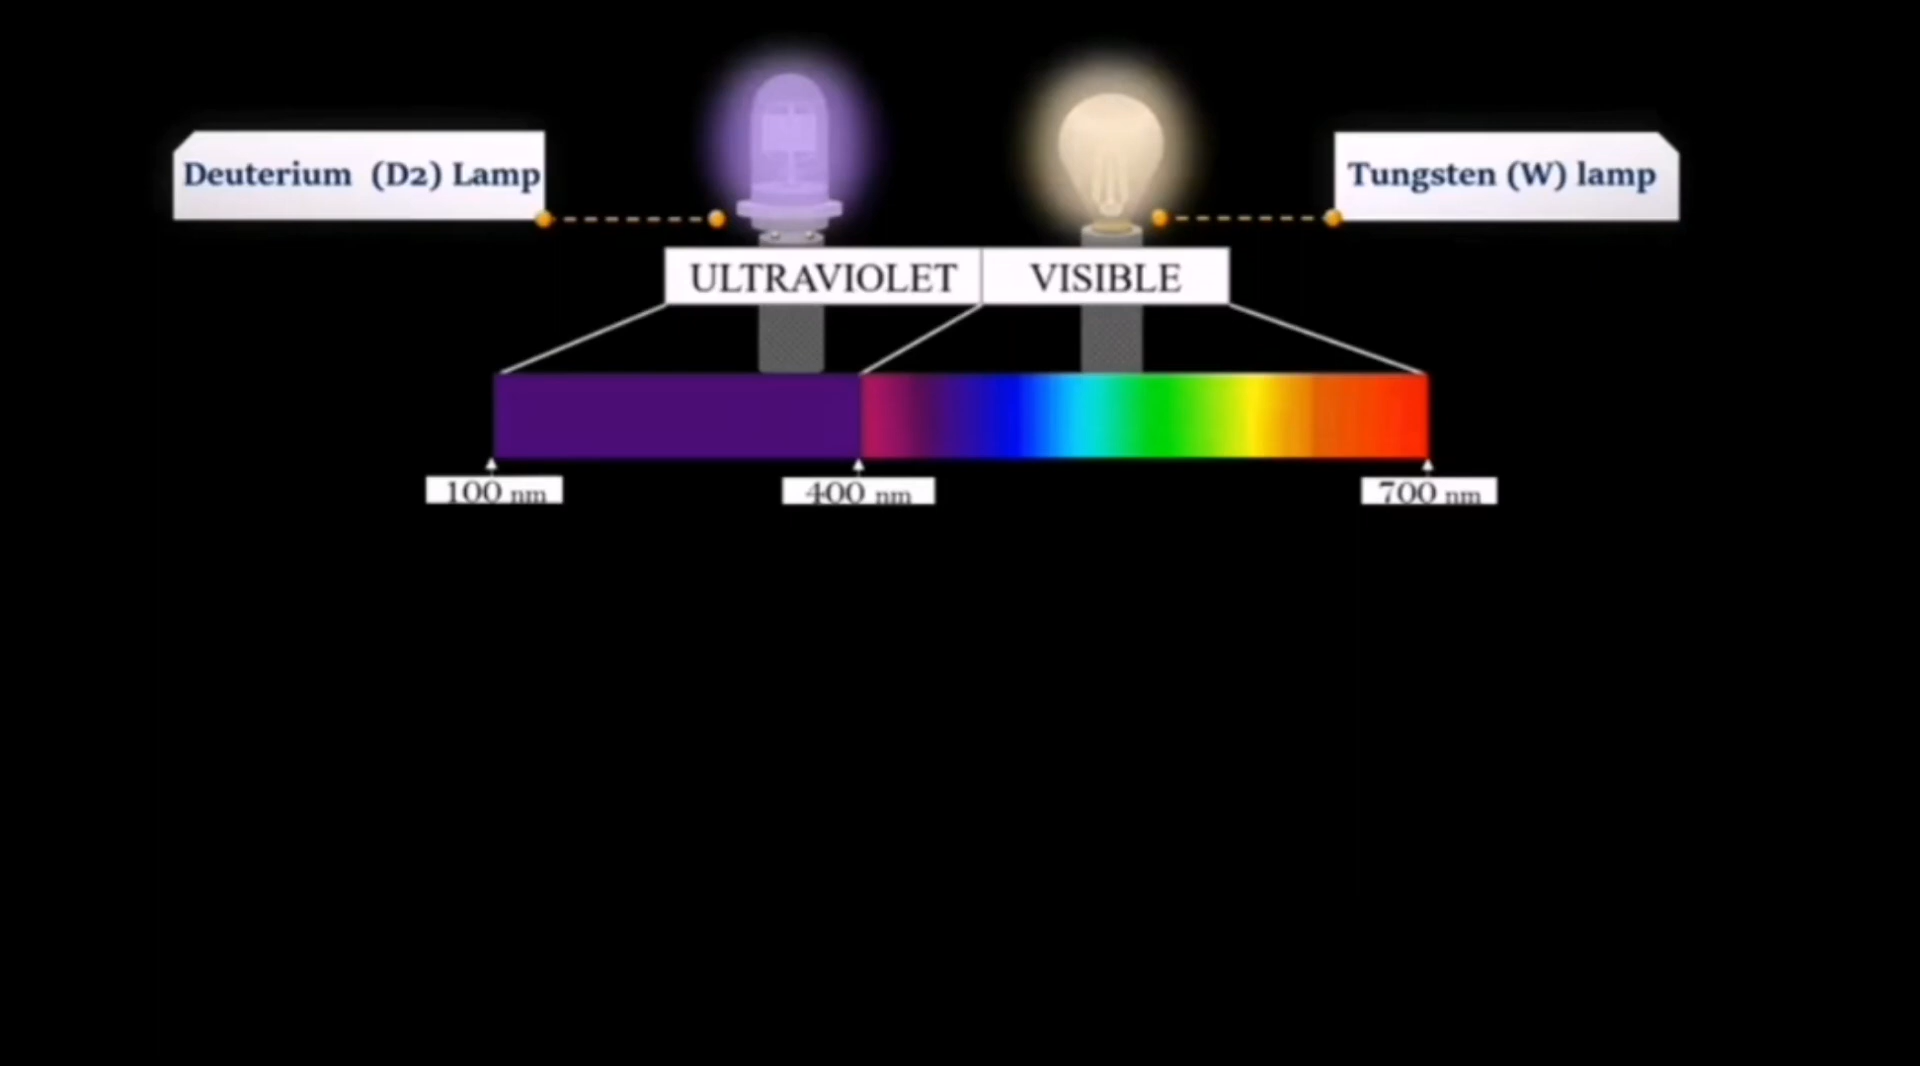 Deuterium (D2) Lamp
Tungsten (W) lamp
ULTRAVIOLET
VISIBLE
100 nm
400 nm
700 nm